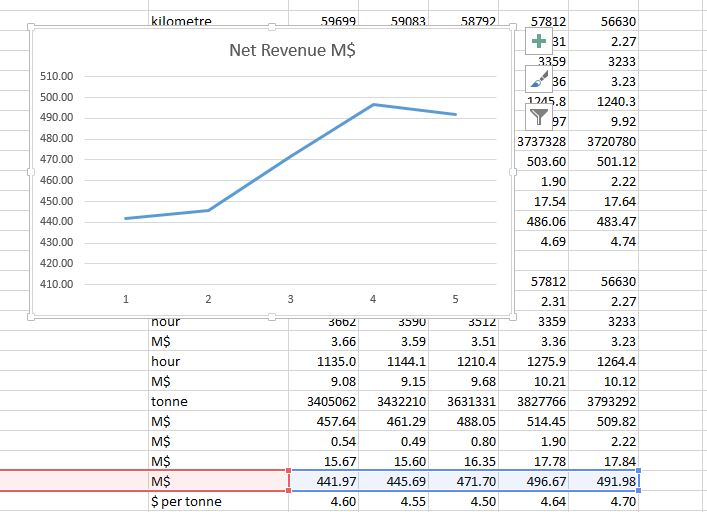 kilometre 59699 59083 58792 57812 56630
Net Revenue M$
31 2.27
3359 3233
510.00
36 3.23
500.00
1245.8 1240.3
490.00
97 9.92
480.00
3737328 3720780
470.00
503.60 501.12
460.00
1.90 2.22
450.00
17.54 17.64
440.00
486.06 483.47
430.00
4.69 4.74
420.00
410.00
57812 56630
1 2 3 4 5
2.31 2.27
hour 3662 3590 3512 3359 3233
M$ 3.66 3.59 3.51 3.36 3.23
hour 1135.0 1144.1 1210.4 1275.9 1264.4
M$ 9.08 9.15 9.68 10.21 10.12
tonne 3405062 3432210 3631331 3827766 3793292
M$ 457.64 461.29 488.05 514.45 509.82
M$ 0.54 0.49 0.80 1.90 2.22
M$ 15.67 15.60 16.35 17.78 17.84
M$ 441.97 445.69 471.70 496.67 491.98
$ per tonne 4.60 4.55 4.50 4.64 4.70